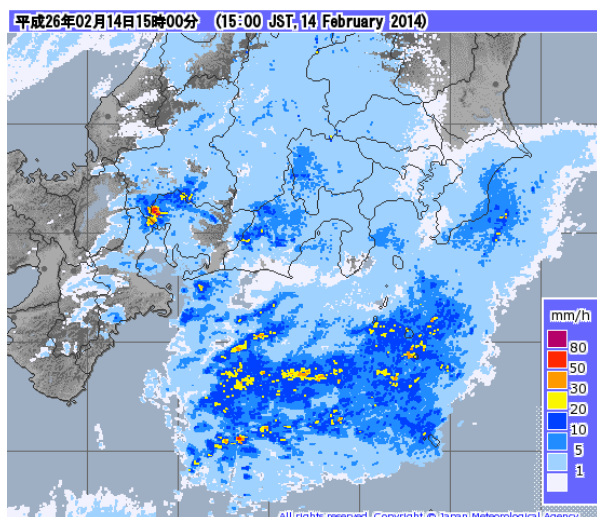 平成26年02月14日15時00分 (15:00 JST, 14 February 2014)
mm/h
80
50
30
20
10
5
1
All rights reserved. Copyright © Japan Meteorological Agency